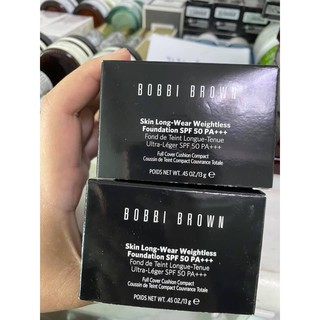 BOBBI BROWN
Skin Long-Wear Weightless
Foundation SPF 50 PA+++
Fond de Teint Longue-Tenue
Ultra-Léger SPF 50 PA+++
Full Cover Cushion Compact
Coussin de Teint Compact Couvrance Totale
POIDS NET WT. .45 OZ/13 g
BOBBI BROWN
Skin Long-Wear Weightless
Foundation SPF 50 PA+++
Fond de Teint Longue-Tenue
Ultra-Léger SPF 50 PA+++
Full Cover Cushion Compact
Coussin de Teint Compact Couvrance Totale
POIDS NET WT. .45 OZ/13 g